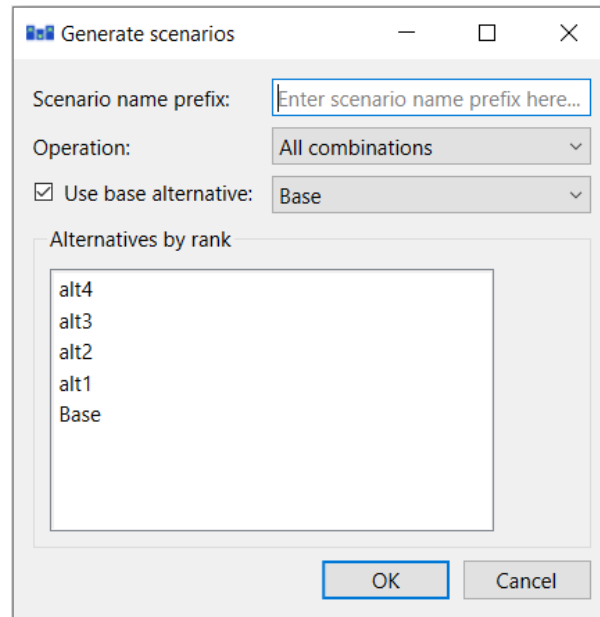 Generate scenarios
Scenario name prefix: Enter scenario name prefix here...
Operation: All combinations
Use base alternative: Base
Alternatives by rank
alt4
alt3
alt2
alt1
Base
OK Cancel